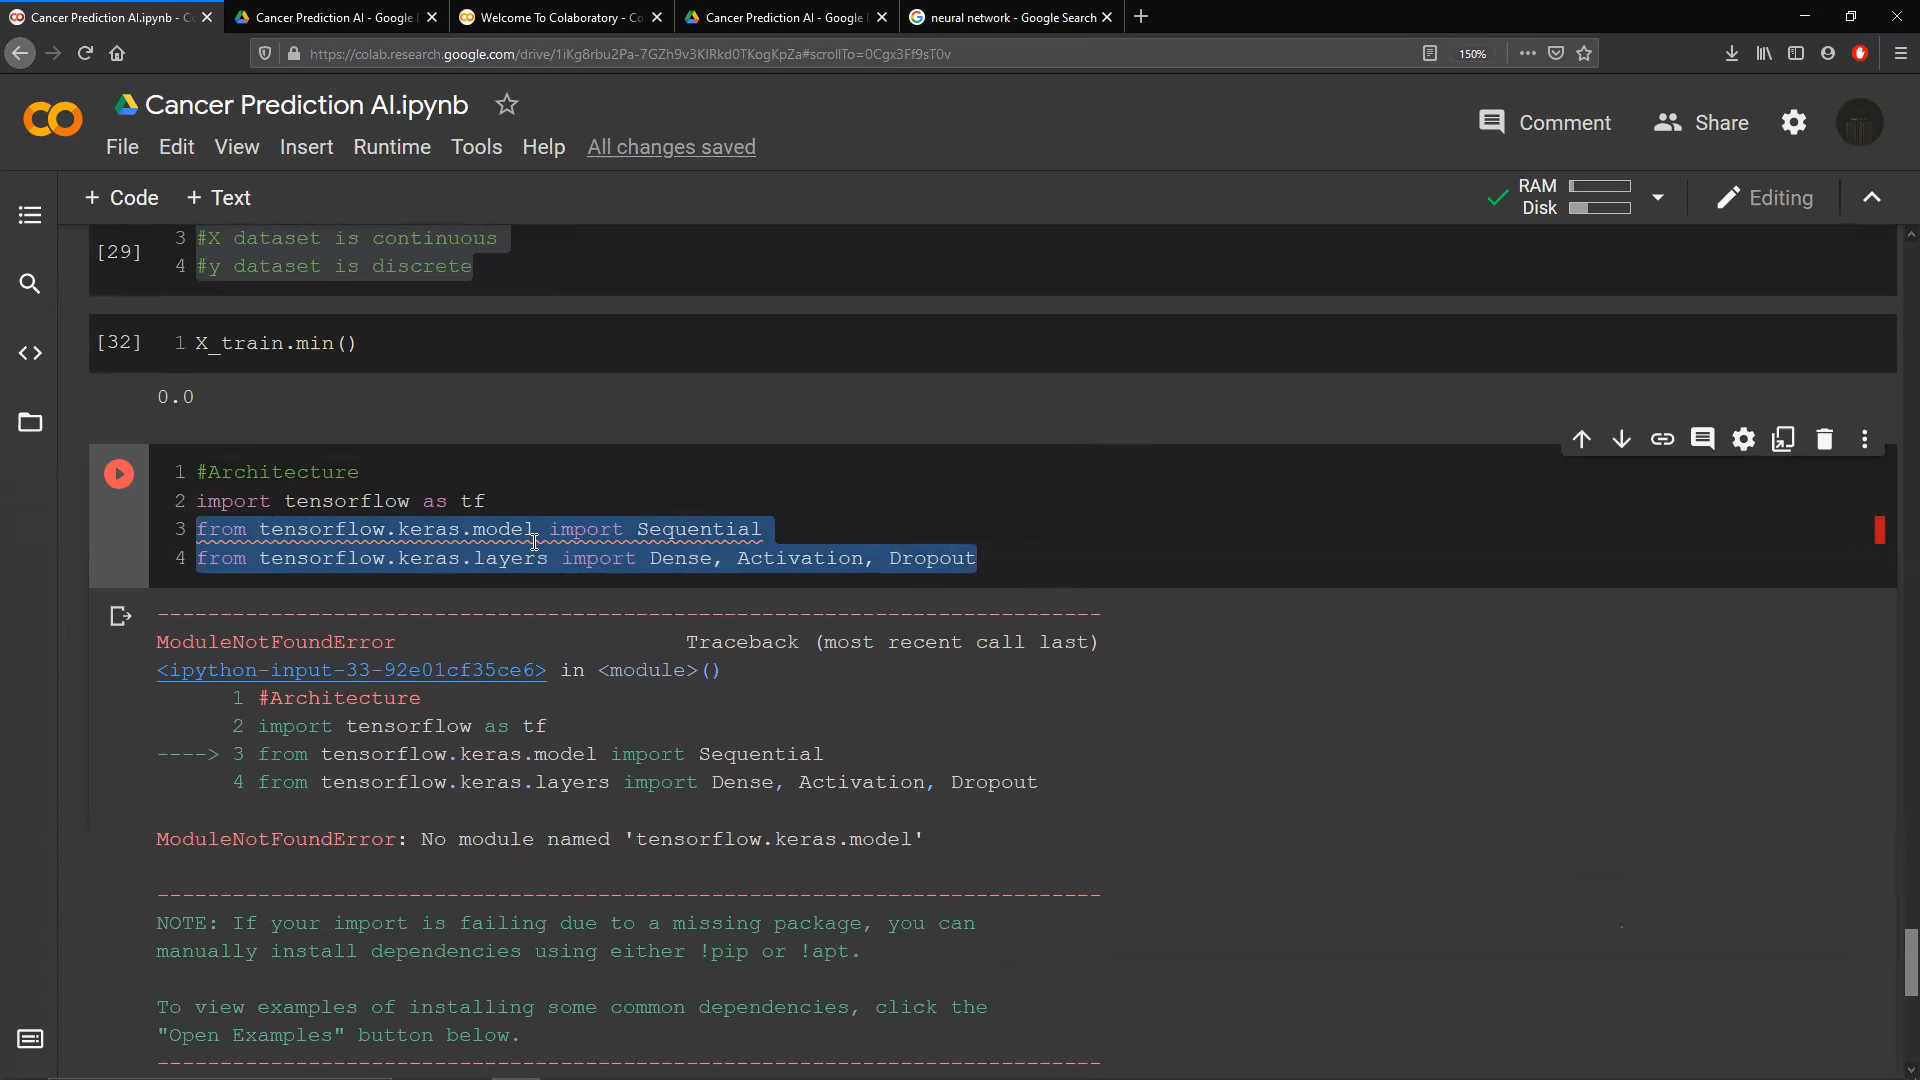 Cancer Prediction AI.ipynb - Co
Cancer Prediction AI - Google
Welcome To Colaboratory - Co
Cancer Prediction AI - Google
neural network - Google Search
https://colab.research.google.com/drive/1iKg8rbu2Pa-7GZh9v3KIRkd0TKogKpZa#scrollTo=0Cgx3Ff9sT0v
150%
Cancer Prediction AI.ipynb
Comment
Share
File Edit View Insert Runtime Tools Help All changes saved
+ Code + Text
RAM
Disk
Editing
[29]
3 #X dataset is continuous
4 #y dataset is discrete
[32] 1 X_train.min()
0.0
1 #Architecture
2 import tensorflow as tf
3 from tensorflow.keras.model import Sequential
4 from tensorflow.keras.layers import Dense, Activation, Dropout
---------------------------------------------------------------------------
ModuleNotFoundError Traceback (most recent call last)
<ipython-input-33-92e01cf35ce6> in <module>()
1 #Architecture
2 import tensorflow as tf
----> 3 from tensorflow.keras.model import Sequential
4 from tensorflow.keras.layers import Dense, Activation, Dropout
ModuleNotFoundError: No module named 'tensorflow.keras.model'
---------------------------------------------------------------------------
NOTE: If your import is failing due to a missing package, you can
manually install dependencies using either !pip or !apt.
To view examples of installing some common dependencies, click the
"Open Examples" button below.
---------------------------------------------------------------------------